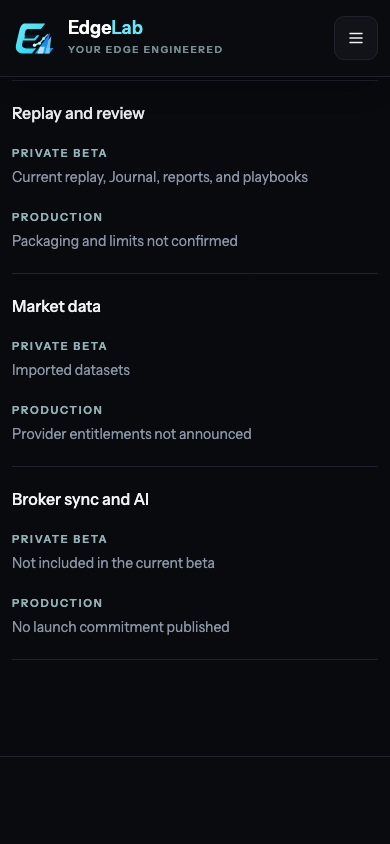 EdgeLab
YOUR EDGE ENGINEERED
Replay and review
PRIVATE BETA
Current replay, Journal, reports, and playbooks
PRODUCTION
Packaging and limits not confirmed
Market data
PRIVATE BETA
Imported datasets
PRODUCTION
Provider entitlements not announced
Broker sync and AI
PRIVATE BETA
Not included in the current beta
PRODUCTION
No launch commitment published